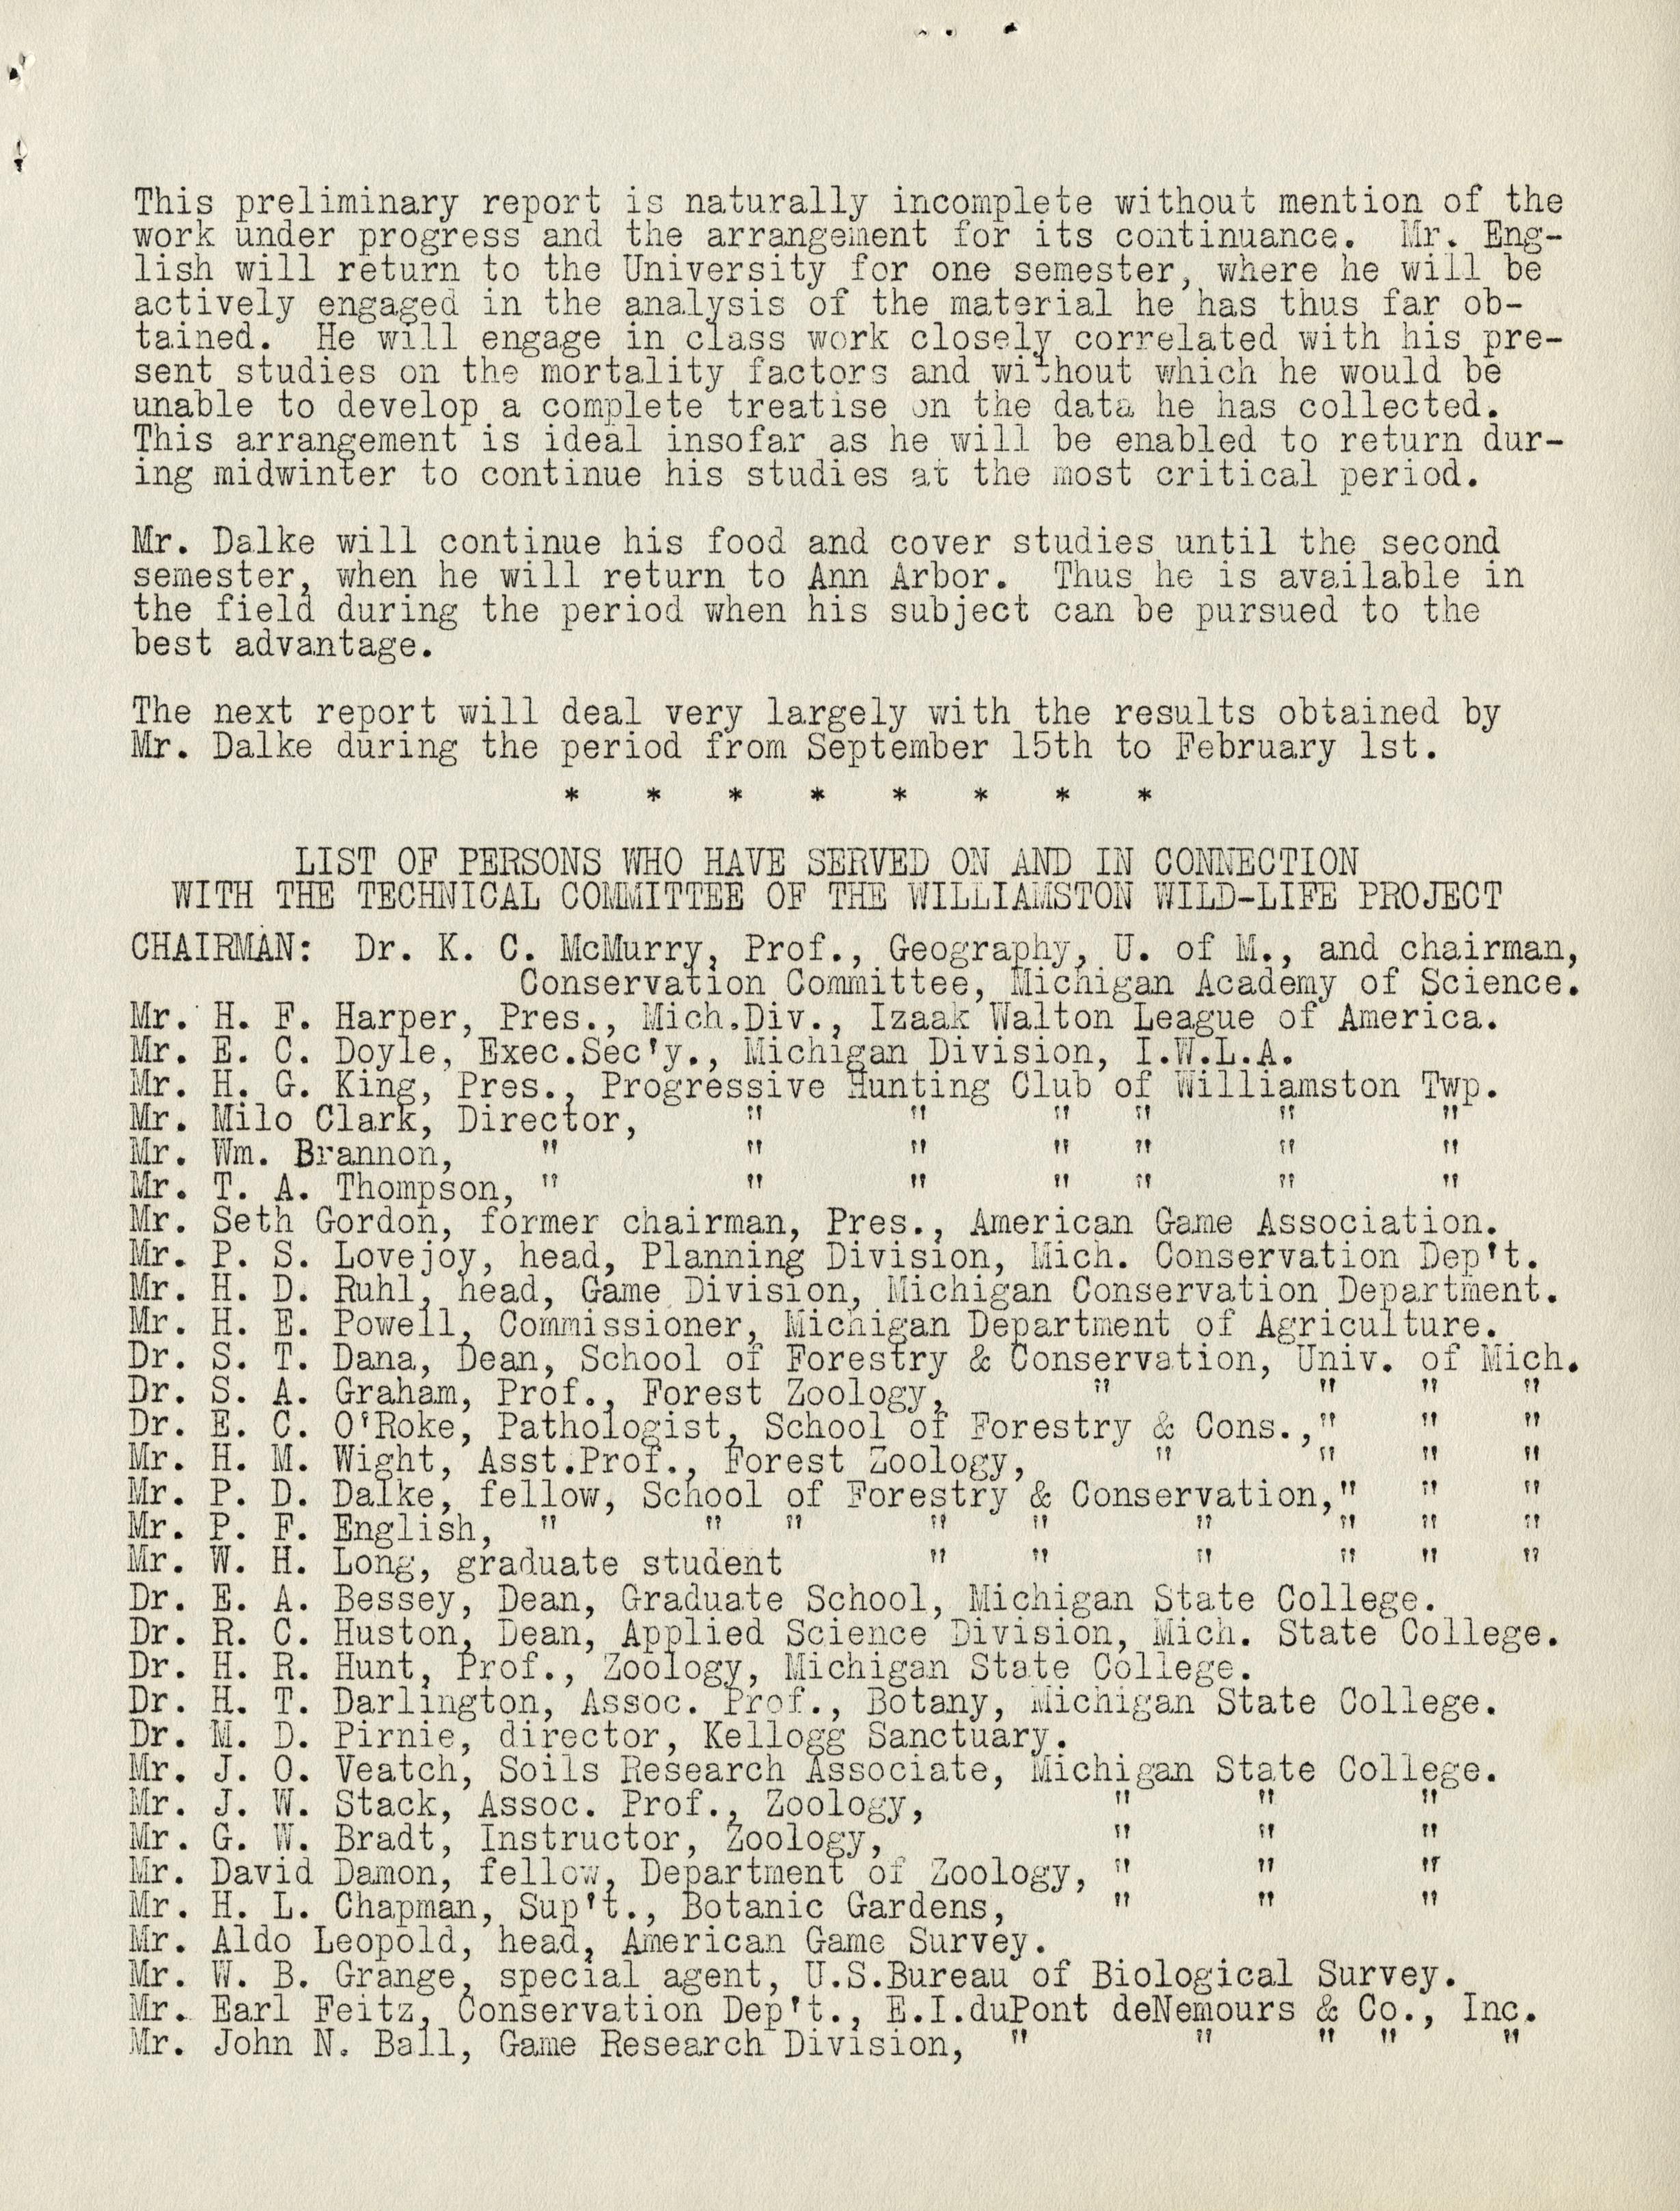 This preliminary report is naturally incomplete without mention of the
work under progress and the arrangement for its continuance.  Mr. Eng-
lish will return to the University for one semester, where he will be
actively engaged in the analysis of the material he has thus far ob-
tained.  He will engage in class work closely correlated with his pre-
sent studies on the mortality factors and without which he would be
unable to develop a complete treatise on the data he has collected.
This arrangement is ideal insofar as he will be enabled to return dur-
ing midwinter to continue his studies at the most critical period.
Mr. Dalke will continue his food and cover studies until the second
semester, when he will return to Ann Arbor.  Thus he is available in
the field during the period when his subject can be pursued to the
best advantage.
The next report will deal very largely with the results obtained by
Mr. Dalke during the period from September 15th to February 1st.
* * * * * * * *
LIST OF PERSONS WHO HAVE SERVED ON AND IN CONNECTION
WITH THE TECHNICAL COMMITTEE OF THE WILLIAMSTON WILD-LIFE PROJECT
CHAIRMAN:  Dr. K. C. McMurry, Prof., Geography, U. of M., and chairman,
Conservation Committee, Michigan Academy of Science.
Mr. H. F. Harper, Pres., Mich.Div., Izaak Walton League of America.
Mr. E. C. Doyle, Exec.Sec'y., Michigan Division, I.W.L.A.
Mr. H. G. King, Pres., Progressive Hunting Club of Williamston Twp.
Mr. Milo Clark, Director, " " " " " "
Mr. Wm. Brannon, " " " " " " "
Mr. T. A. Thompson, " " " " " " "
Mr. Seth Gordon, former chairman, Pres., American Game Association.
Mr. P. S. Lovejoy, head, Planning Division, Mich. Conservation Dep't.
Mr. H. D. Ruhl, head, Game Division, Michigan Conservation Department.
Mr. H. E. Powell, Commissioner, Michigan Department of Agriculture.
Dr. S. T. Dana, Dean, School of Forestry & Conservation, Univ. of Mich.
Dr. S. A. Graham, Prof., Forest Zoology, " " " "
Dr. E. C. O'Roke, Pathologist, School of Forestry & Cons.," " "
Mr. H. M. Wight, Asst.Prof., Forest Zoology, " " " "
Mr. P. D. Dalke, fellow, School of Forestry & Conservation," " "
Mr. P. F. English, " " " " " " " " "
Mr. W. H. Long, graduate student " " " " " "
Dr. E. A. Bessey, Dean, Graduate School, Michigan State College.
Dr. R. C. Huston, Dean, Applied Science Division, Mich. State College.
Dr. H. R. Hunt, Prof., Zoology, Michigan State College.
Dr. H. T. Darlington, Assoc. Prof., Botany, Michigan State College.
Dr. M. D. Pirnie, director, Kellogg Sanctuary.
Mr. J. O. Veatch, Soils Research Associate, Michigan State College.
Mr. J. W. Stack, Assoc. Prof., Zoology, " " "
Mr. G. W. Bradt, Instructor, Zoology, " " "
Mr. David Damon, fellow, Department of Zoology, " " "
Mr. H. L. Chapman, Sup't., Botanic Gardens, " " "
Mr. Aldo Leopold, head, American Game Survey.
Mr. W. B. Grange, special agent, U.S.Bureau of Biological Survey.
Mr. Earl Feitz, Conservation Dep't., E.I.duPont deNemours & Co., Inc.
Mr. John N. Ball, Game Research Division, " " " " "